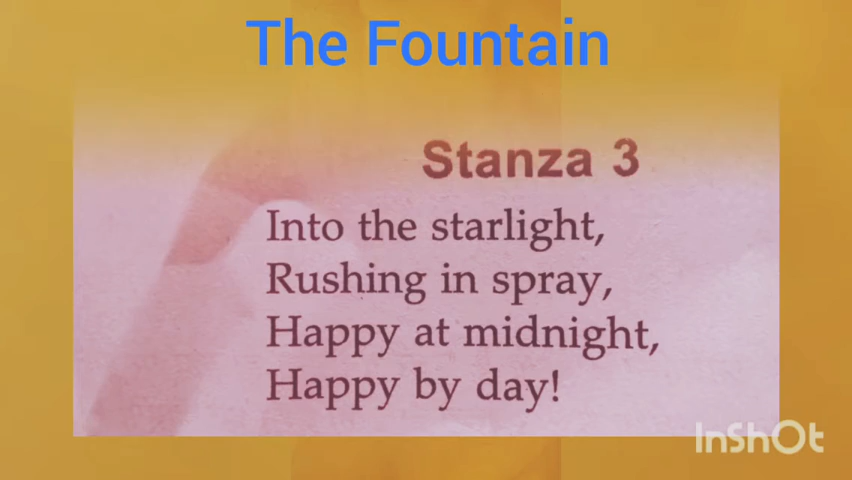 The Fountain
Stanza 3
Into the starlight,
Rushing in spray,
Happy at midnight,
Happy by day!
InShOt